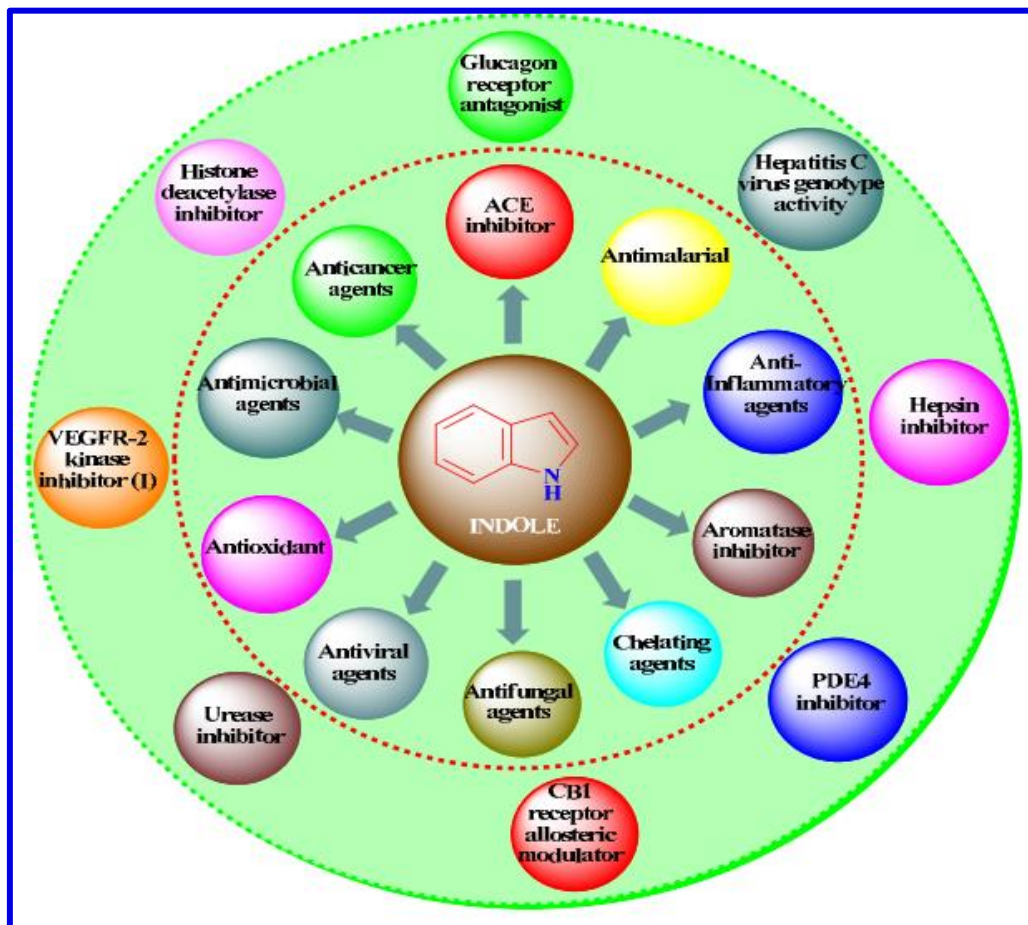 Glucagon
receptor
antagonist
Histone
deacetylase
inhibitor
Hepatitis C
virus genotype
activity
ACE
inhibitor
Anticancer
agents
Antimalarial
Antimicrobial
agents
Anti-
Inflammatory
agents
VEGFR-2
kinase
inhibitor (I)
Hepsin
inhibitor
N
H
INDOLE
Antioxidant
Aromatase
inhibitor
Antiviral
agents
Antifungal
agents
Chelating
agents
Urease
inhibitor
PDE4
inhibitor
CB1
receptor
allosteric
modulator